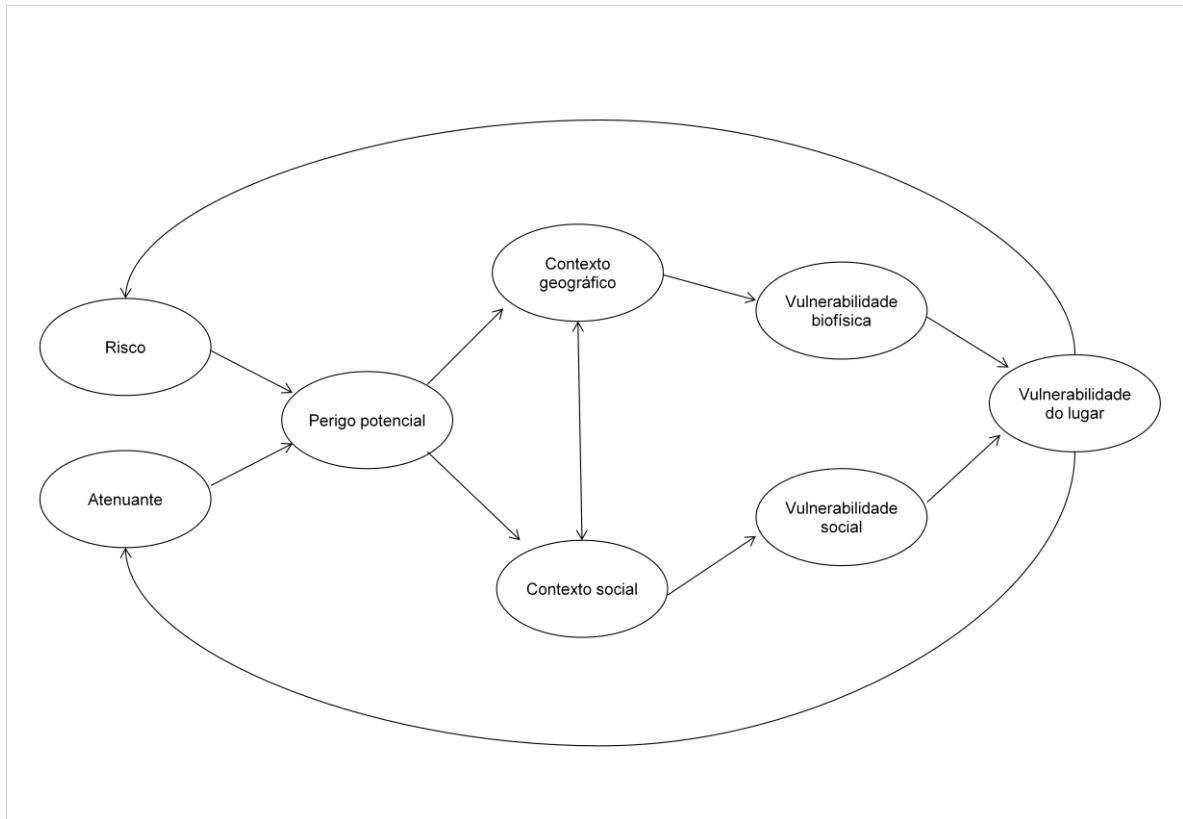 Contexto
geográfico
Vulnerabilidade
biofísica
Risco
Vulnerabilidade
do lugar
Perigo potencial
Atenuante
Vulnerabilidade
social
Contexto social